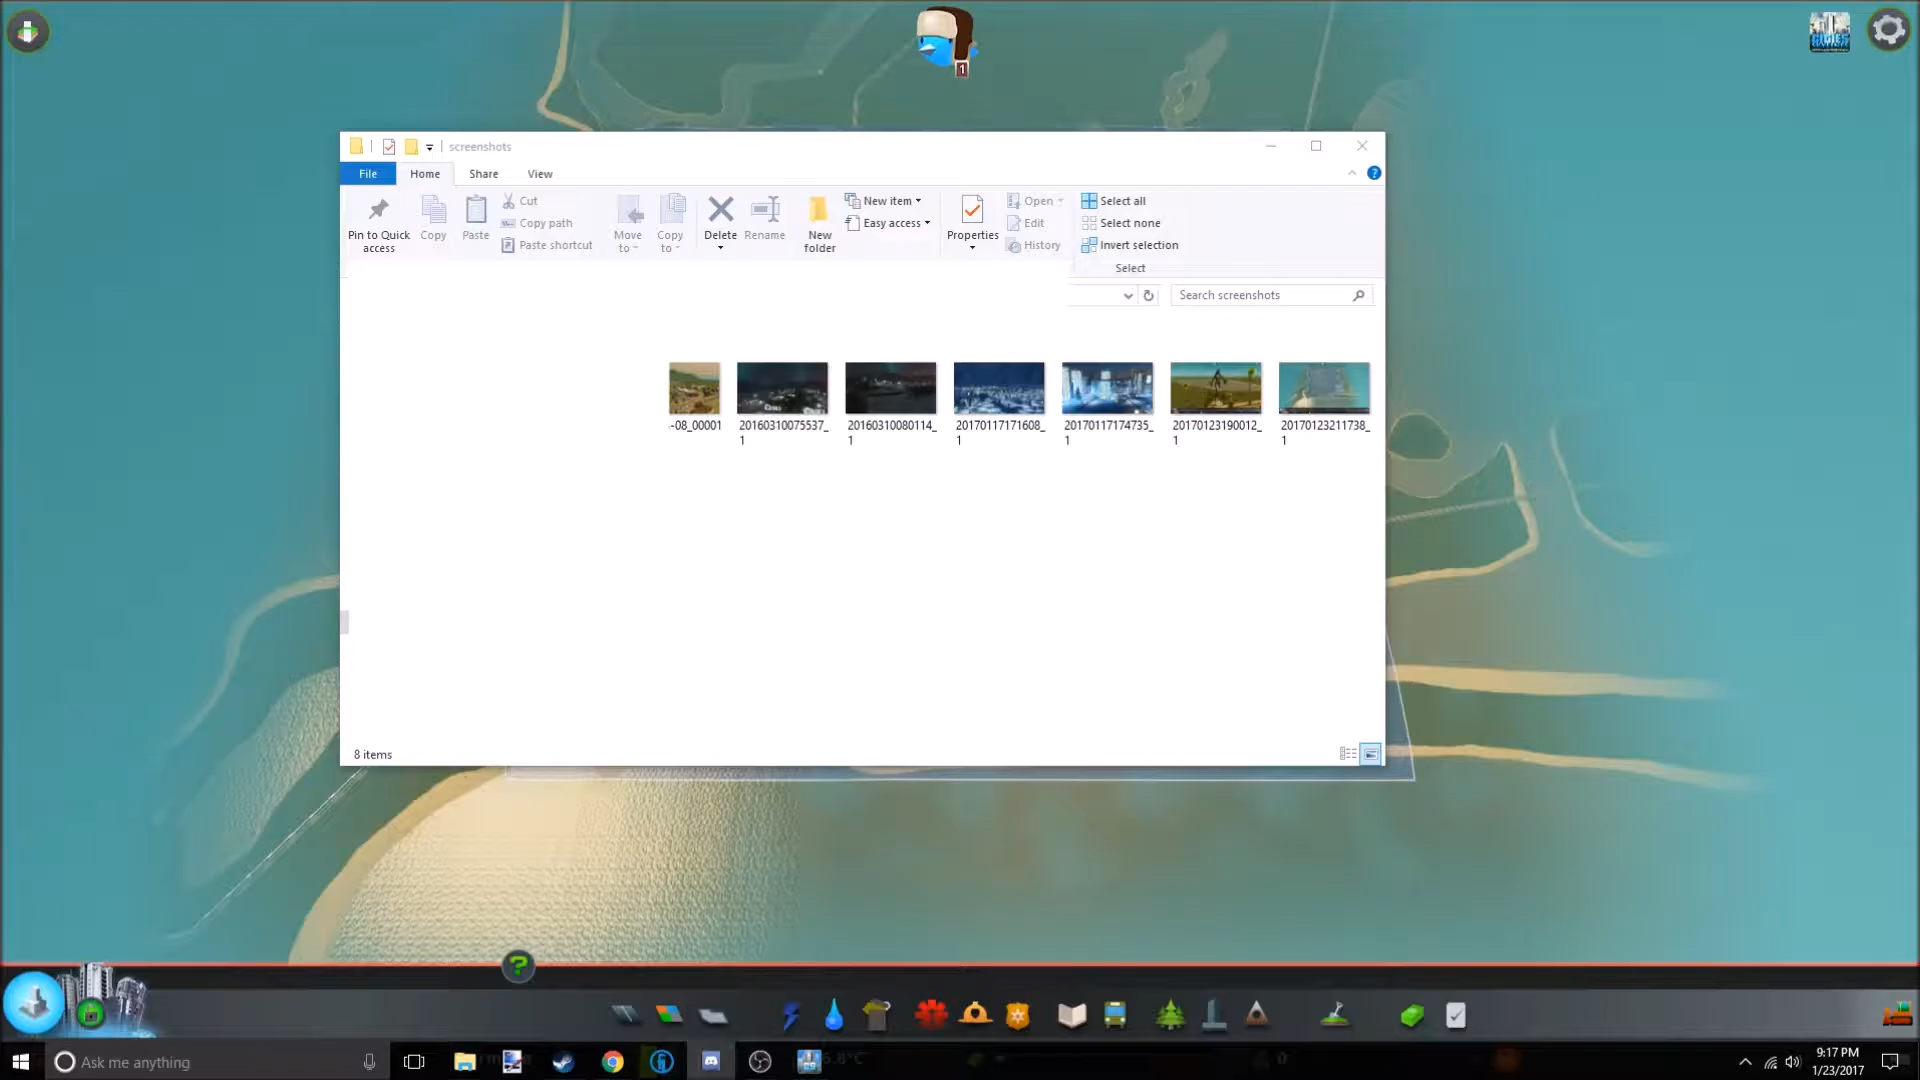 1
screenshots
File Home Share View
Pin to Quick access
Copy
Paste
Cut
Copy path
Paste shortcut
Move to
Copy to
Delete
Rename
New folder
New item
Easy access
Properties
Open
Edit
History
Select all
Select none
Invert selection
Select
Search screenshots
-08_00001
20160310075537_1
20160310080114_1
20170117171608_1
20170117174735_1
20170123190012_1
20170123211738_1
8 items
?
Ask me anything
9:17 PM
1/23/2017